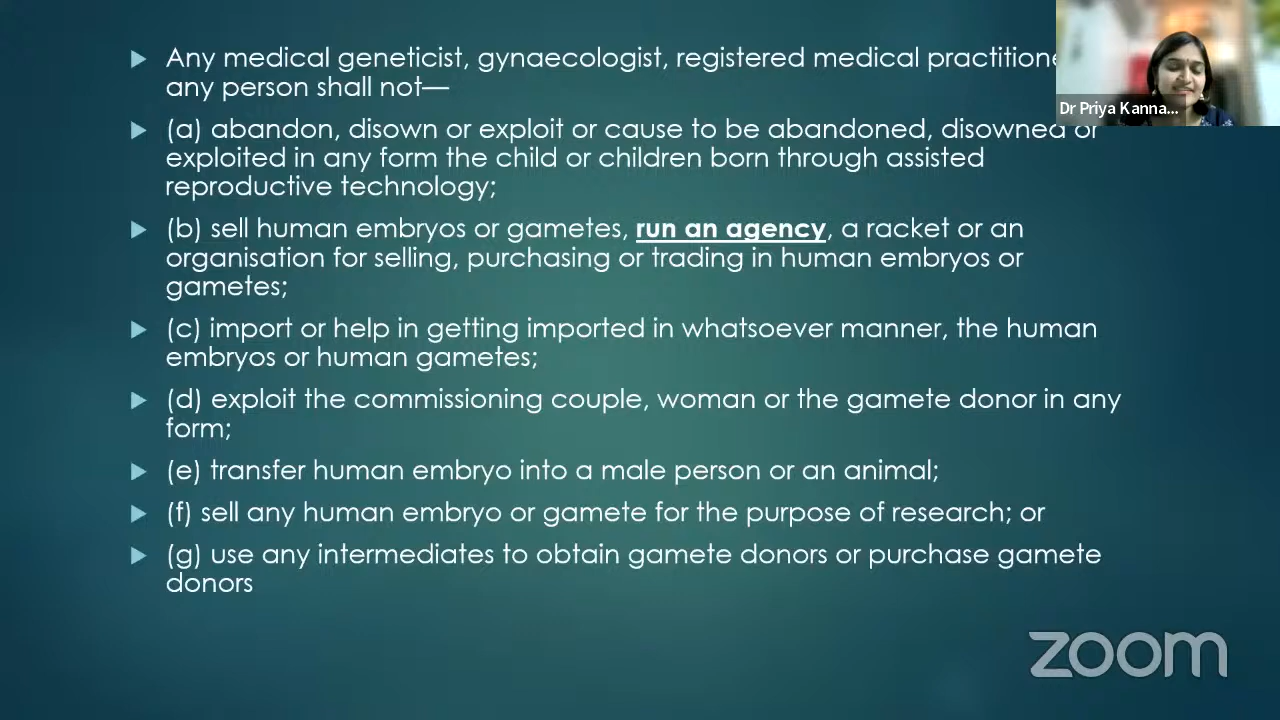 Any medical geneticist, gynaecologist, registered medical
any person shall not—
(a) abandon, disown or exploit or cause to be abandoned, disowned or
exploited in any form the child or children born through assisted
reproductive technology;
(b) sell human embryos or gametes, run an agency, a racket or an
organisation for selling, purchasing or trading in human embryos or
gametes;
(c) import or help in getting imported in whatsoever manner, the human
embryos or human gametes;
(d) exploit the commissioning couple, woman or the gamete donor in any
form;
(e) transfer human embryo into a male person or an animal;
(f) sell any human embryo or gamete for the purpose of research; or
(g) use any intermediates to obtain gamete donors or purchase gamete
donors
Dr Priya Kanna...
zoom